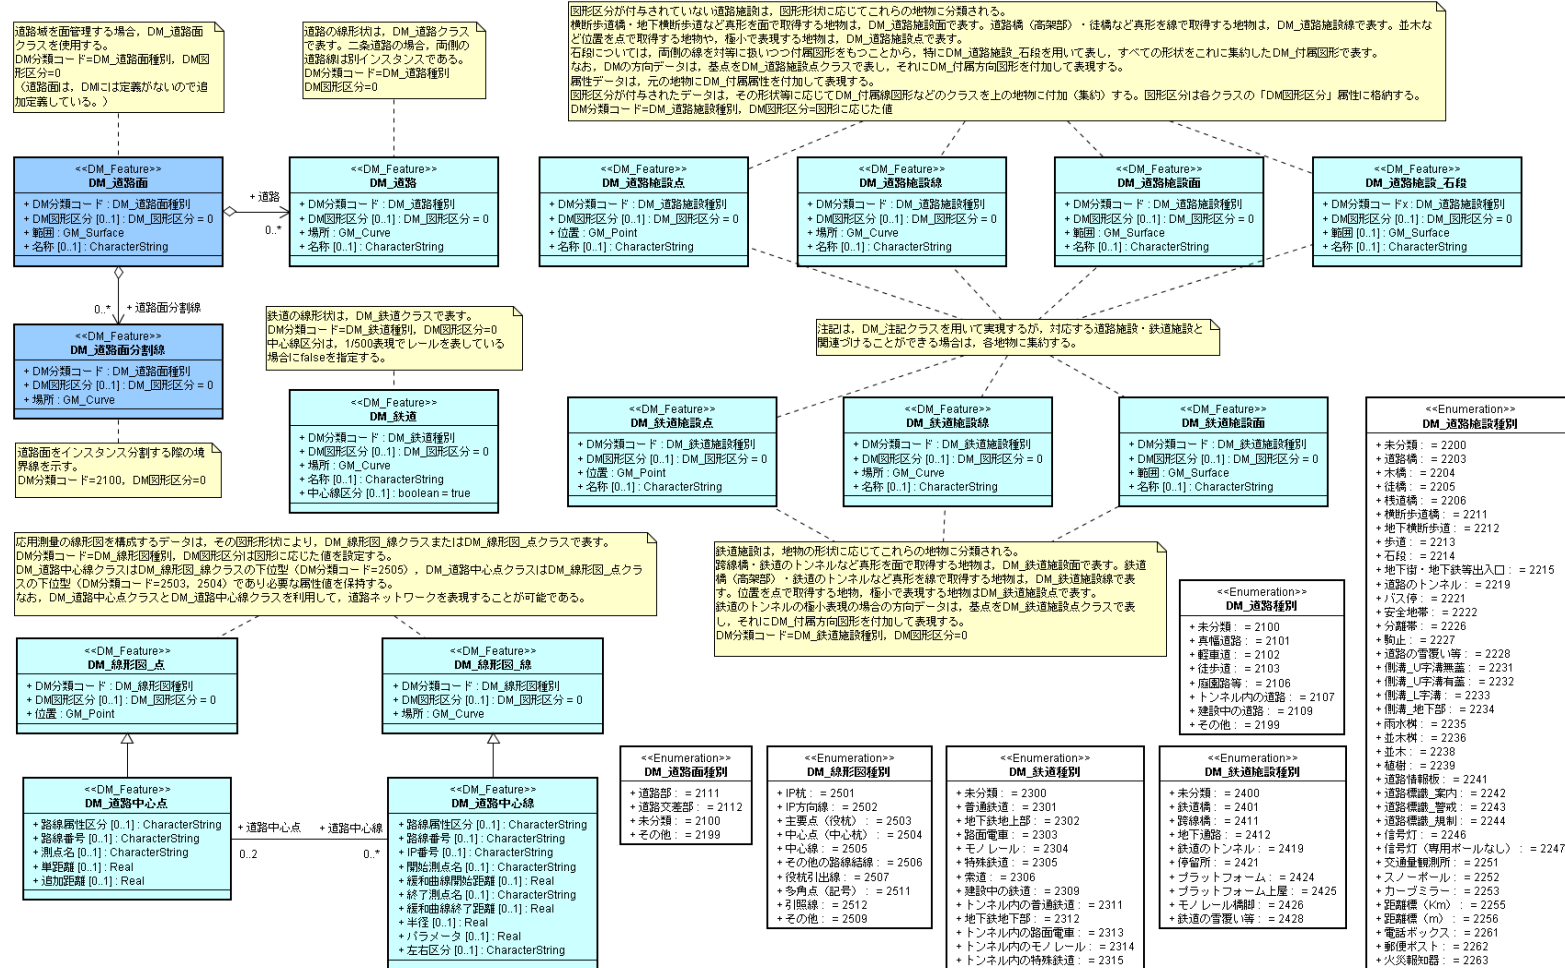 道路域を面管理する場合，DM_道路面
クラスを使用する。
DM分類コード=DM_道路面種別，DM図
形区分=0
（道路面は，DMには定義がないので追
加定義している。）
道路の線形状は，DM_道路クラス
で表す。二条道路の場合，両側の
道路線は別インスタンスである。
DM分類コード=DM_道路種別
DM図形区分=0
図形区分が付与されていない道路施設は，図形形状に応じてこれらの地物に分類される。
横断歩道橋・地下横断歩道など真形を面で取得する地物は，DM_道路施設面で表す。道路橋（高架部）・徒橋など真形を線で取得する地物は，DM_道路施設線で表す。並木な
ど位置を点で取得する地物や，極小で表現する地物は，DM_道路施設点で表す。
石段については，両側の線を対等に扱いつつ付属図形をもつことから，特にDM_道路施設_石段を用いて表し，すべての形状をこれに集約したDM_付属図形で表す。
なお，DMの方向データは，基点をDM_道路施設点クラスで表し，それにDM_付属方向図形を付加して表現する。
属性データは，元の地物にDM_付属属性を付加して表現する。
図形区分が付与されたデータは，その形状等に応じてDM_付属線図形などのクラスを上の地物に付加（集約）する。図形区分は各クラスの「DM図形区分」属性に格納する。
DM分類コード=DM_道路施設種別，DM図形区分=図形に応じた値
<<DM_Feature>>
DM_道路面
+ DM分類コード : DM_道路面種別
+ DM図形区分 [0..1] : DM_図形区分 = 0
+ 範囲 : GM_Surface
+ 名称 [0..1] : CharacterString
+ 道路
0..*
<<DM_Feature>>
DM_道路
+ DM分類コード : DM_道路種別
+ DM図形区分 [0..1] : DM_図形区分 = 0
+ 場所 : GM_Curve
+ 名称 [0..1] : CharacterString
<<DM_Feature>>
DM_道路施設点
+ DM分類コード : DM_道路施設種別
+ DM図形区分 [0..1] : DM_図形区分 = 0
+ 位置 : GM_Point
+ 名称 [0..1] : CharacterString
<<DM_Feature>>
DM_道路施設線
+ DM分類コード : DM_道路施設種別
+ DM図形区分 [0..1] : DM_図形区分 = 0
+ 場所 : GM_Curve
+ 名称 [0..1] : CharacterString
<<DM_Feature>>
DM_道路施設面
+ DM分類コード : DM_道路施設種別
+ DM図形区分 [0..1] : DM_図形区分 = 0
+ 範囲 : GM_Surface
+ 名称 [0..1] : CharacterString
<<DM_Feature>>
DM_道路施設_石段
+ DM分類コードx : DM_道路施設種別
+ DM図形区分 [0..1] : DM_図形区分 = 0
+ 範囲 [0..1] : GM_Surface
+ 名称 [0..1] : CharacterString
0..*
+ 道路面分割線
<<DM_Feature>>
DM_道路面分割線
+ DM分類コード : DM_道路面種別
+ DM図形区分 [0..1] : DM_図形区分 = 0
+ 場所 : GM_Curve
道路面をインスタンス分割する際の境
界線を示す。
DM分類コード=2100，DM図形区分=0
鉄道の線形状は，DM_鉄道クラスで表す。
DM分類コード=DM_鉄道種別，DM図形区分=0
中心線区分は，1/500表現でレールを表している
場合にfalseを指定する。
<<DM_Feature>>
DM_鉄道
+ DM分類コード : DM_鉄道種別
+ DM図形区分 [0..1] : DM_図形区分 = 0
+ 場所 : GM_Curve
+ 名称 [0..1] : CharacterString
+ 中心線区分 [0..1] : boolean = true
注記は，DM_注記クラスを用いて実現するが，対応する道路施設・鉄道施設と
関連づけることができる場合は，各地物に集約する。
<<DM_Feature>>
DM_鉄道施設点
+ DM分類コード : DM_鉄道施設種別
+ DM図形区分 [0..1] : DM_図形区分 = 0
+ 位置 : GM_Point
+ 名称 [0..1] : CharacterString
<<DM_Feature>>
DM_鉄道施設線
+ DM分類コード : DM_鉄道施設種別
+ DM図形区分 [0..1] : DM_図形区分 = 0
+ 場所 : GM_Curve
+ 名称 [0..1] : CharacterString
<<DM_Feature>>
DM_鉄道施設面
+ DM分類コード : DM_鉄道施設種別
+ DM図形区分 [0..1] : DM_図形区分 = 0
+ 範囲 : GM_Surface
+ 名称 [0..1] : CharacterString
鉄道施設は，地物の形状に応じてこれらの地物に分類される。
跨線橋・鉄道のトンネルなど真形を面で取得する地物は，DM_鉄道施設面で表す。鉄道
橋（高架部）・鉄道のトンネルなど真形を線で取得する地物は，DM_鉄道施設線で表
す。位置を点で取得する地物，極小で表現する地物はDM_鉄道施設点で表す。
鉄道のトンネルの極小表現の場合の方向データは，基点をDM_鉄道施設点クラスで表
し，それにDM_付属方向図形を付加して表現する。
DM分類コード=DM_鉄道施設種別，DM図形区分=0
応用測量の線形図を構成するデータは，その図形形状により，DM_線形図_線クラスまたはDM_線形図_点クラスで表す。
DM分類コード=DM_線形図種別，DM図形区分は図形に応じた値を設定する。
DM_道路中心線クラスはDM_線形図_線クラスの下位型（DM分類コード=2505），DM_道路中心点クラスはDM_線形図_点クラ
スの下位型（DM分類コード=2503，2504）であり必要な属性値を保持する。
なお，DM_道路中心点クラスとDM_道路中心線クラスを利用して，道路ネットワークを表現することが可能である。
<<DM_Feature>>
DM_線形図_点
+ DM分類コード : DM_線形図種別
+ DM図形区分 [0..1] : DM_図形区分 = 0
+ 位置 : GM_Point
<<DM_Feature>>
DM_線形図_線
+ DM分類コード : DM_線形図種別
+ DM図形区分 [0..1] : DM_図形区分 = 0
+ 場所 : GM_Curve
<<DM_Feature>>
DM_道路中心点
+ 路線属性区分 [0..1] : CharacterString
+ 路線番号 [0..1] : CharacterString
+ 測点名 [0..1] : CharacterString
+ 単距離 [0..1] : Real
+ 追加距離 [0..1] : Real
+ 道路中心点
0..2
+ 道路中心線
0..*
<<DM_Feature>>
DM_道路中心線
+ 路線属性区分 [0..1] : CharacterString
+ 路線番号 [0..1] : CharacterString
+ IP番号 [0..1] : CharacterString
+ 開始測点名 [0..1] : CharacterString
+ 緩和曲線開始距離 [0..1] : Real
+ 終了測点名 [0..1] : CharacterString
+ 緩和曲線終了距離 [0..1] : Real
+ 半径 [0..1] : Real
+ パラメータ [0..1] : Real
+ 左右区分 [0..1] : CharacterString
<<Enumeration>>
DM_道路面種別
+ 道路部 : = 2111
+ 道路交差部 : = 2112
+ 未分類 : = 2100
+ その他 : = 2199
<<Enumeration>>
DM_線形図種別
+ IP杭 : = 2501
+ IP方向線 : = 2502
+ 主要点（役杭） : = 2503
+ 中心点（中心杭） : = 2504
+ 中心線 : = 2505
+ その他の路線結線 : = 2506
+ 役杭引出線 : = 2507
+ 多角点（記号） : = 2511
+ 引照線 : = 2512
+ その他 : = 2509
<<Enumeration>>
DM_鉄道種別
+ 未分類 : = 2300
+ 普通鉄道 : = 2301
+ 地下鉄地上部 : = 2302
+ 路面電車 : = 2303
+ モノレール : = 2304
+ 特殊鉄道 : = 2305
+ 索道 : = 2306
+ 建設中の鉄道 : = 2309
+ トンネル内の普通鉄道 : = 2311
+ 地下鉄地下部 : = 2312
+ トンネル内の路面電車 : = 2313
+ トンネル内のモノレール : = 2314
+ トンネル内の特殊鉄道 : = 2315
<<Enumeration>>
DM_道路種別
+ 未分類 : = 2100
+ 真幅道路 : = 2101
+ 軽車道 : = 2102
+ 徒歩道 : = 2103
+ 庭園路等 : = 2106
+ トンネル内の道路 : = 2107
+ 建設中の道路 : = 2109
+ その他 : = 2199
<<Enumeration>>
DM_鉄道施設種別
+ 未分類 : = 2400
+ 鉄道橋 : = 2401
+ 跨線橋 : = 2411
+ 地下通路 : = 2412
+ 鉄道のトンネル : = 2419
+ 停留所 : = 2421
+ プラットフォーム : = 2424
+ プラットフォーム上屋 : = 2425
+ モノレール橋脚 : = 2426
+ 鉄道の雪覆い等 : = 2428
<<Enumeration>>
DM_道路施設種別
+ 未分類 : = 2200
+ 道路橋 : = 2203
+ 木橋 : = 2204
+ 徒橋 : = 2205
+ 桟道橋 : = 2206
+ 横断歩道橋 : = 2211
+ 地下横断歩道 : = 2212
+ 歩道 : = 2213
+ 石段 : = 2214
+ 地下街・地下鉄等出入口 : = 2215
+ 道路のトンネル : = 2219
+ バス停 : = 2221
+ 安全地帯 : = 2222
+ 分離帯 : = 2226
+ 駒止 : = 2227
+ 道路の雪覆い等 : = 2228
+ 側溝_U字溝無蓋 : = 2231
+ 側溝_U字溝有蓋 : = 2232
+ 側溝_L字溝 : = 2233
+ 側溝_地下部 : = 2234
+ 雨水桝 : = 2235
+ 並木桝 : = 2236
+ 並木 : = 2238
+ 植樹 : = 2239
+ 道路情報板 : = 2241
+ 道路標識_案内 : = 2242
+ 道路標識_警戒 : = 2243
+ 道路標識_規制 : = 2244
+ 信号灯 : = 2246
+ 信号灯（専用ポールなし） : = 2247
+ 交通量観測所 : = 2251
+ スノーポール : = 2252
+ カーブミラー : = 2253
+ 距離標（Km） : = 2255
+ 距離標（m） : = 2256
+ 電話ボックス : = 2261
+ 郵便ポスト : = 2262
+ 火災報知器 : = 2263